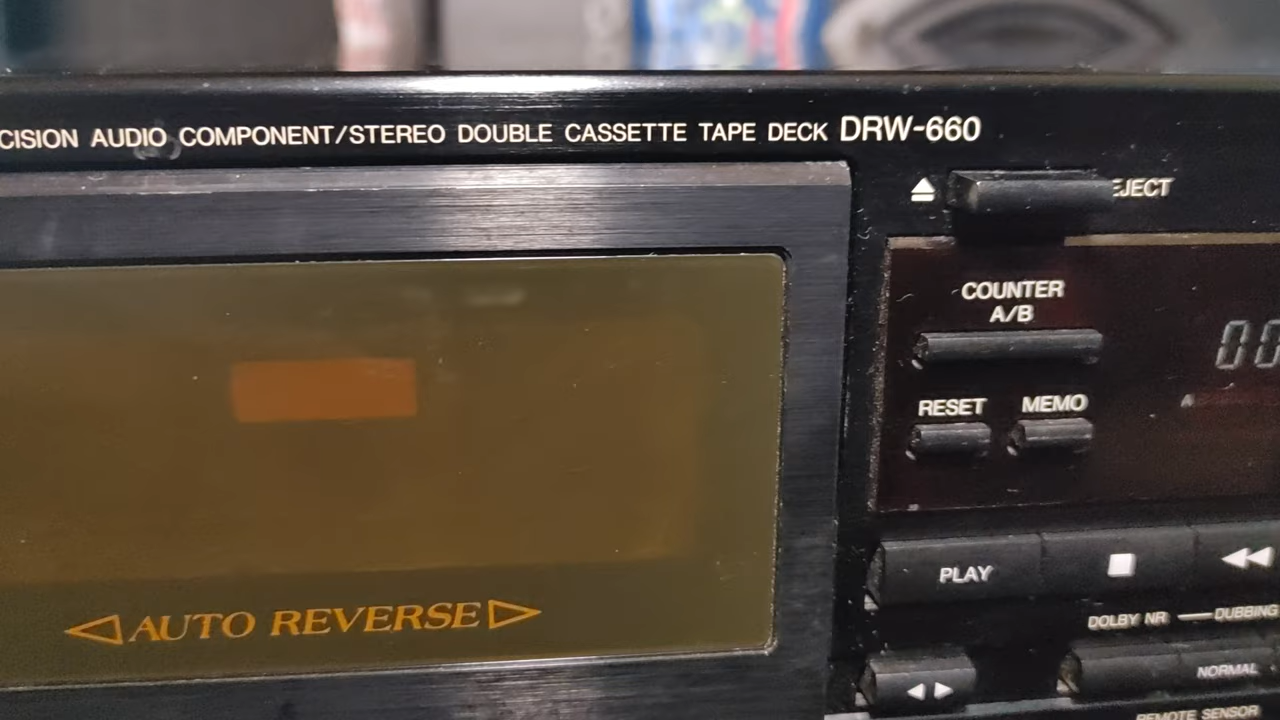 CISION AUDIO COMPONENT/STEREO DOUBLE CASSETTE TAPE DECK DRW-660
EJECT
COUNTER
A/B
00
RESET MEMO
A
PLAY
DOLBY NR DUBBING
AUTO REVERSE
NORMAL
REMOTE SENSOR